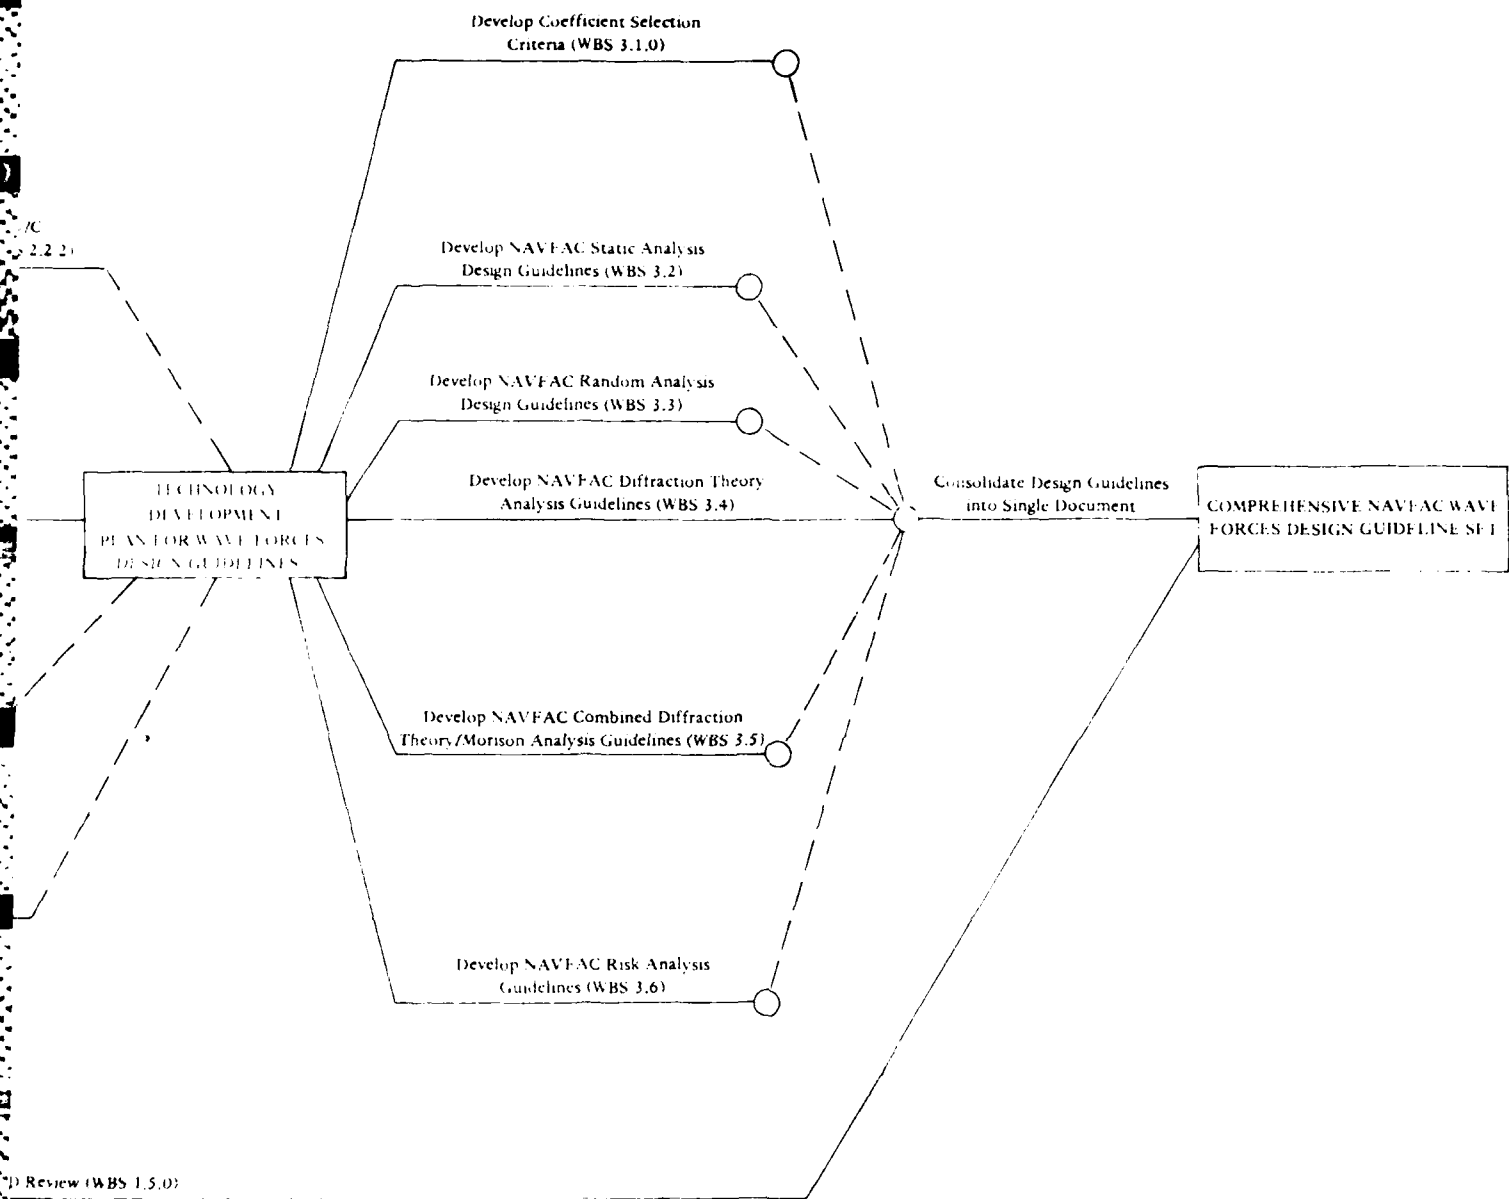 Develop Coefficient Selection
Criteria (WBS 3.1.0)
/C
2.2.2)
Develop NAVFAC Static Analysis
Design Guidelines (WBS 3.2)
Develop NAVFAC Random Analysis
Design Guidelines (WBS 3.3)
TECHNOLOGY
DEVELOPMENT
PLAN FOR WAVE FORCES
DESIGN GUIDELINES
Develop NAVFAC Diffraction Theory
Analysis Guidelines (WBS 3.4)
Consolidate Design Guidelines
into Single Document
COMPREHENSIVE NAVFAC WAVE
FORCES DESIGN GUIDELINE SET
Develop NAVFAC Combined Diffraction
Theory/Morison Analysis Guidelines (WBS 3.5)
Develop NAVFAC Risk Analysis
Guidelines (WBS 3.6)
D Review (WBS 1.5.0)